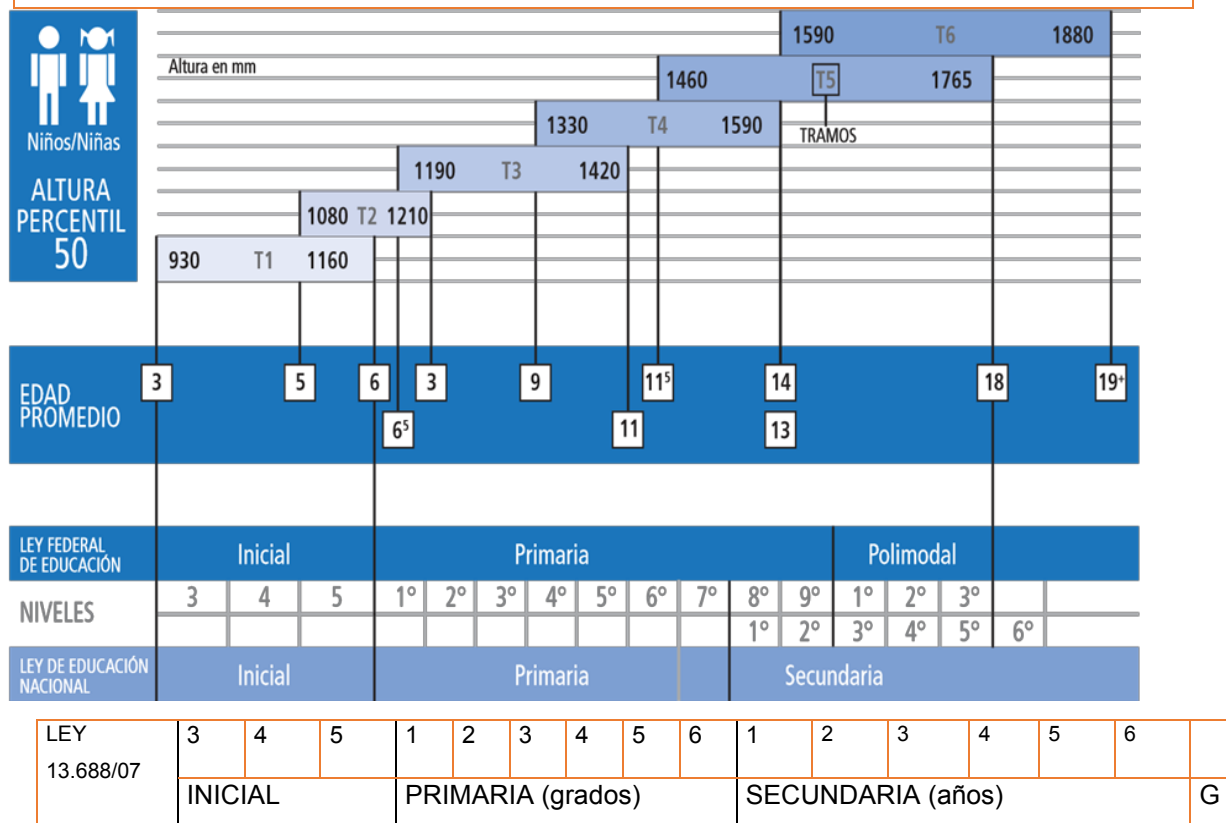 1590 T6 1880
Altura en mm
1460 T5 1765
Niños/Niñas
1330 T4 1590
TRAMOS
ALTURA
PERCENTIL
50
1190 T3 1420
1080 T2 1210
930 T1 1160
EDAD
PROMEDIO
3 5 6 3 9 11⁵ 14 18 19⁺
6⁵ 11 13
LEY FEDERAL
DE EDUCACIÓN
Inicial Primaria Polimodal
NIVELES
3 4 5 1° 2° 3° 4° 5° 6° 7° 8° 9° 1° 2° 3°
1° 2° 3° 4° 5° 6°
LEY DE EDUCACIÓN
NACIONAL
Inicial Primaria Secundaria
LEY
13.688/07
3 4 5 1 2 3 4 5 6 1 2 3 4 5 6
INICIAL PRIMARIA (grados) SECUNDARIA (años) G